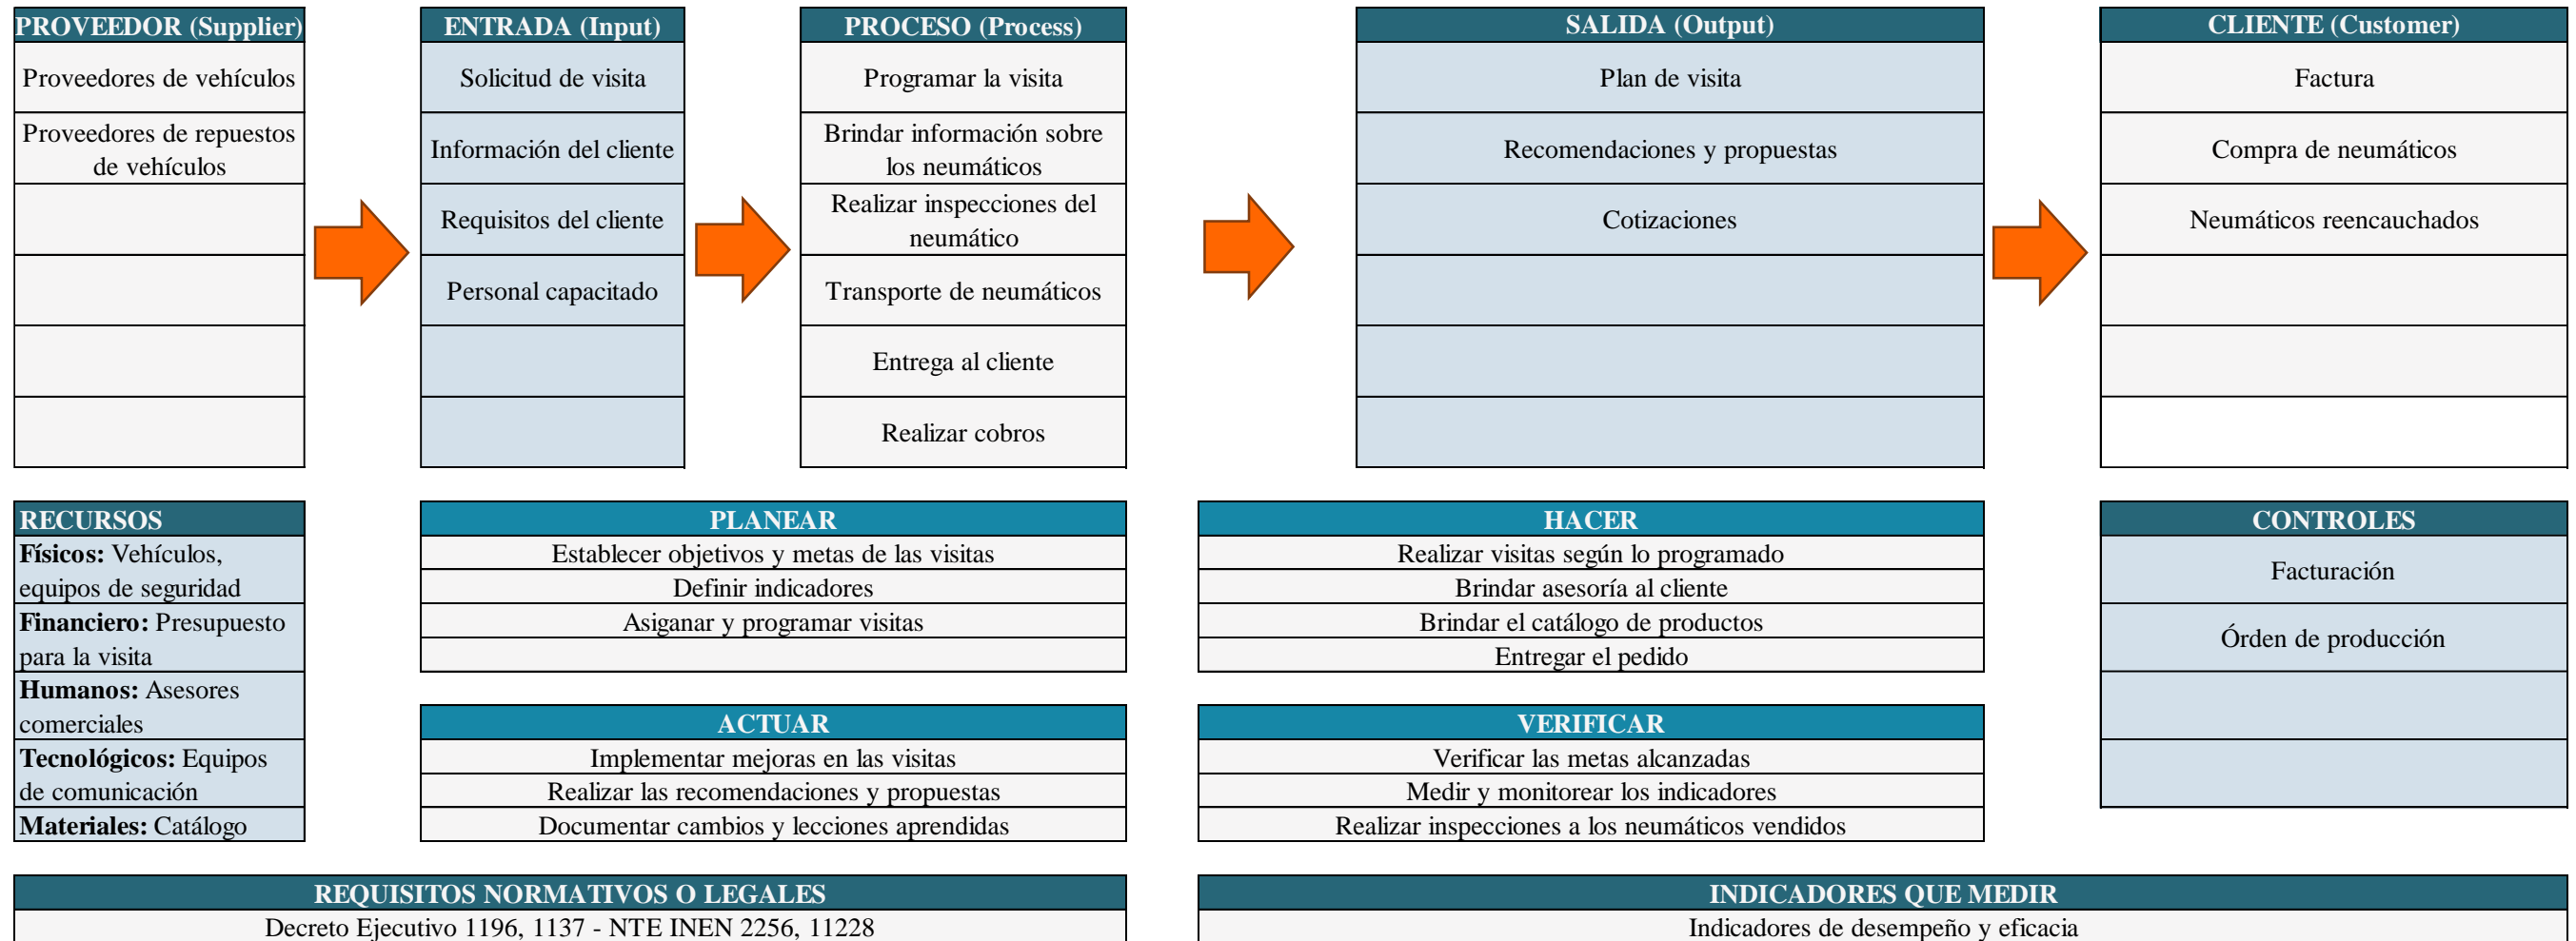 PROVEEDOR (Supplier)
Proveedores de vehículos
Proveedores de repuestos
de vehículos
ENTRADA (Input)
Solicitud de visita
Información del cliente
Requisitos del cliente
Personal capacitado
PROCESO (Process)
Programar la visita
Brindar información sobre
los neumáticos
Realizar inspecciones del
neumático
Transporte de neumáticos
Entrega al cliente
Realizar cobros
SALIDA (Output)
Plan de visita
Recomendaciones y propuestas
Cotizaciones
CLIENTE (Customer)
Factura
Compra de neumáticos
Neumáticos reencauchados
RECURSOS
Físicos: Vehículos,
equipos de seguridad
Financiero: Presupuesto
para la visita
Humanos: Asesores
comerciales
Tecnológicos: Equipos
de comunicación
Materiales: Catálogo
PLANEAR
Establecer objetivos y metas de las visitas
Definir indicadores
Asiganar y programar visitas
HACER
Realizar visitas según lo programado
Brindar asesoría al cliente
Brindar el catálogo de productos
Entregar el pedido
CONTROLES
Facturación
Órden de producción
ACTUAR
Implementar mejoras en las visitas
Realizar las recomendaciones y propuestas
Documentar cambios y lecciones aprendidas
VERIFICAR
Verificar las metas alcanzadas
Medir y monitorear los indicadores
Realizar inspecciones a los neumáticos vendidos
REQUISITOS NORMATIVOS O LEGALES
Decreto Ejecutivo 1196, 1137 - NTE INEN 2256, 11228
INDICADORES QUE MEDIR
Indicadores de desempeño y eficacia